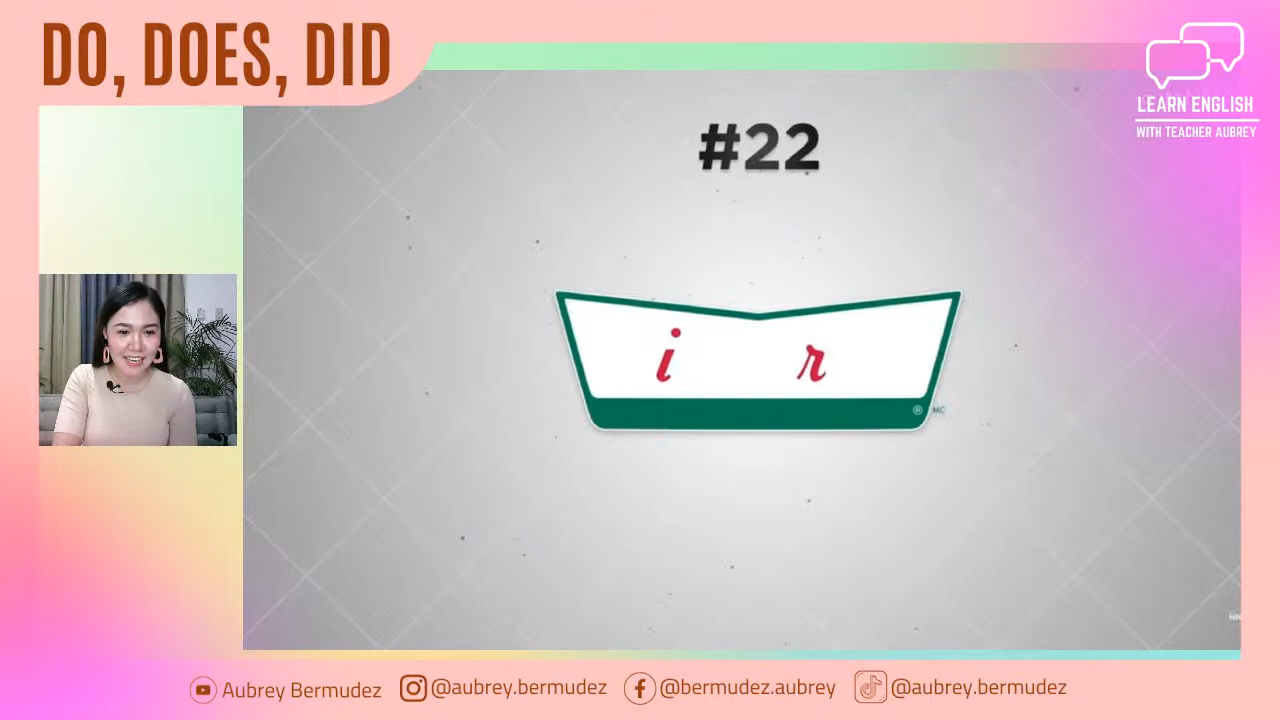 DO, DOES, DID
LEARN ENGLISH
WITH TEACHER AUBREY
#22
i r
® MC
Aubrey Bermudez @aubrey.bermudez @bermudez.aubrey @aubrey.bermudez